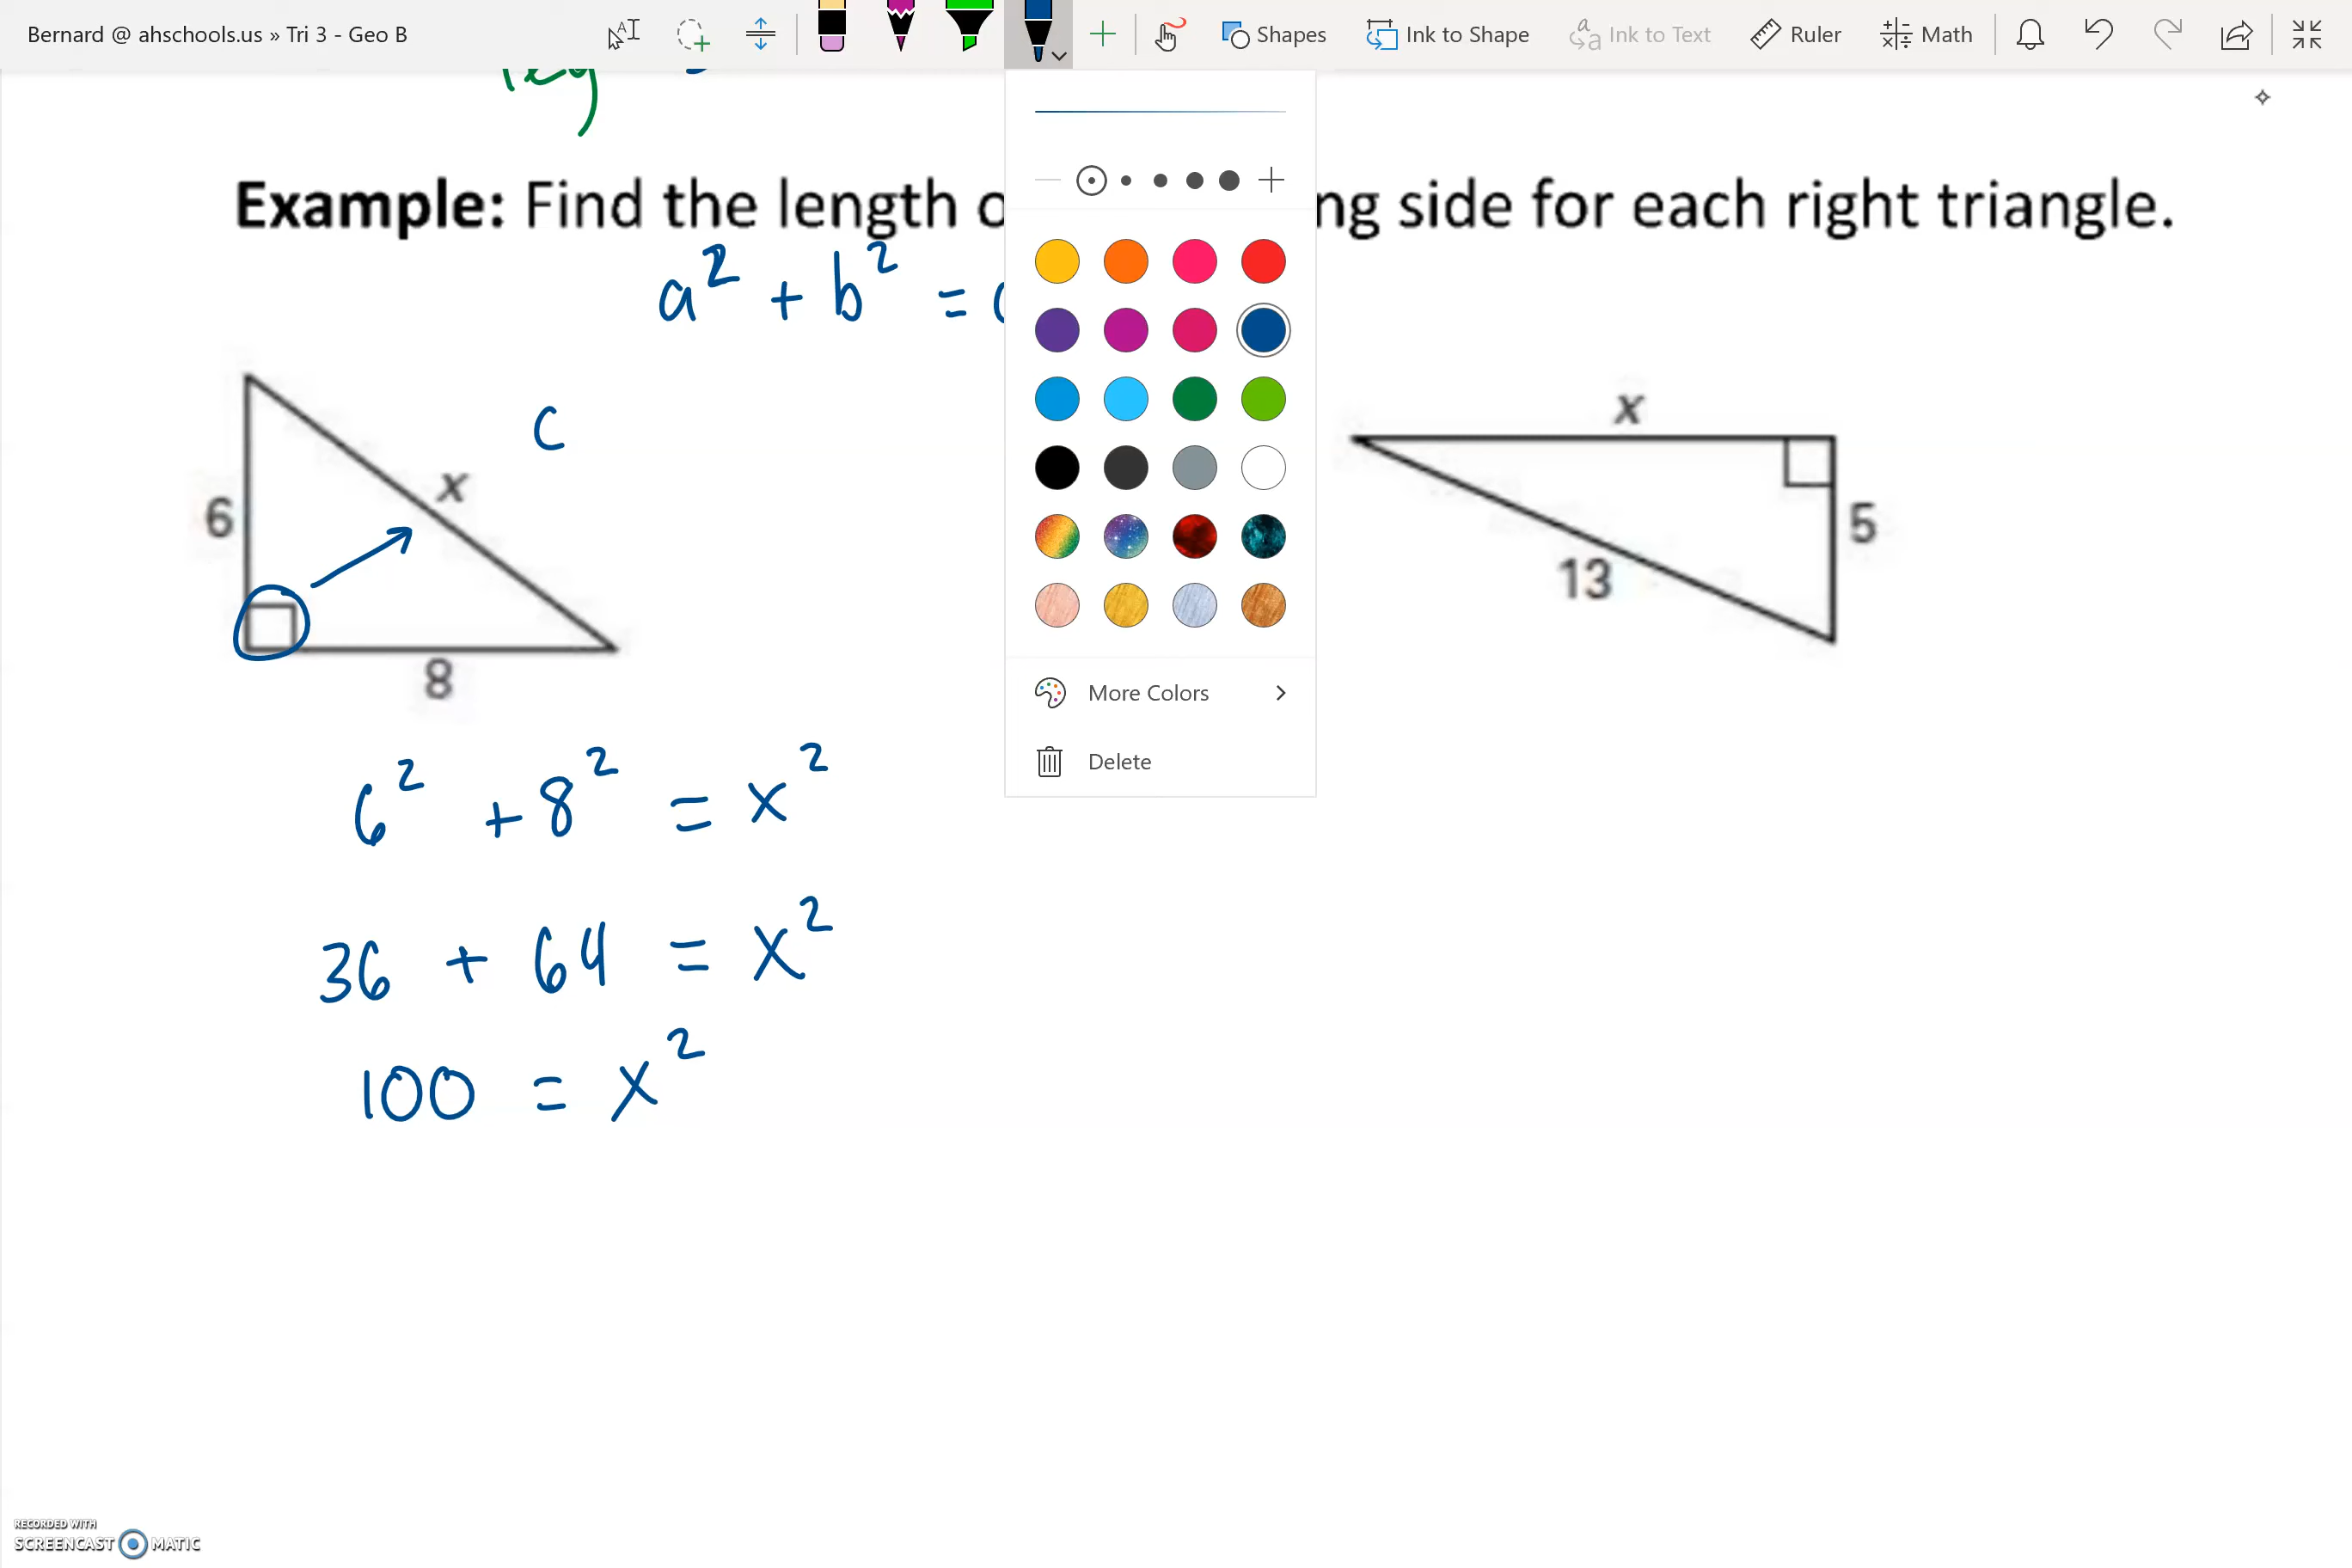 Bernard @ ahschools.us » Tri 3 - Geo B
Shapes
Ink to Shape
Ink to Text
Ruler
Math
leg
Example: Find the length o
ng side for each right triangle.
a² + b² =
c
x
6
8
x
5
13
More Colors
Delete
6² + 8² = x²
36 + 64 = x²
100 = x²
RECORDED WITH
SCREENCAST MATIC